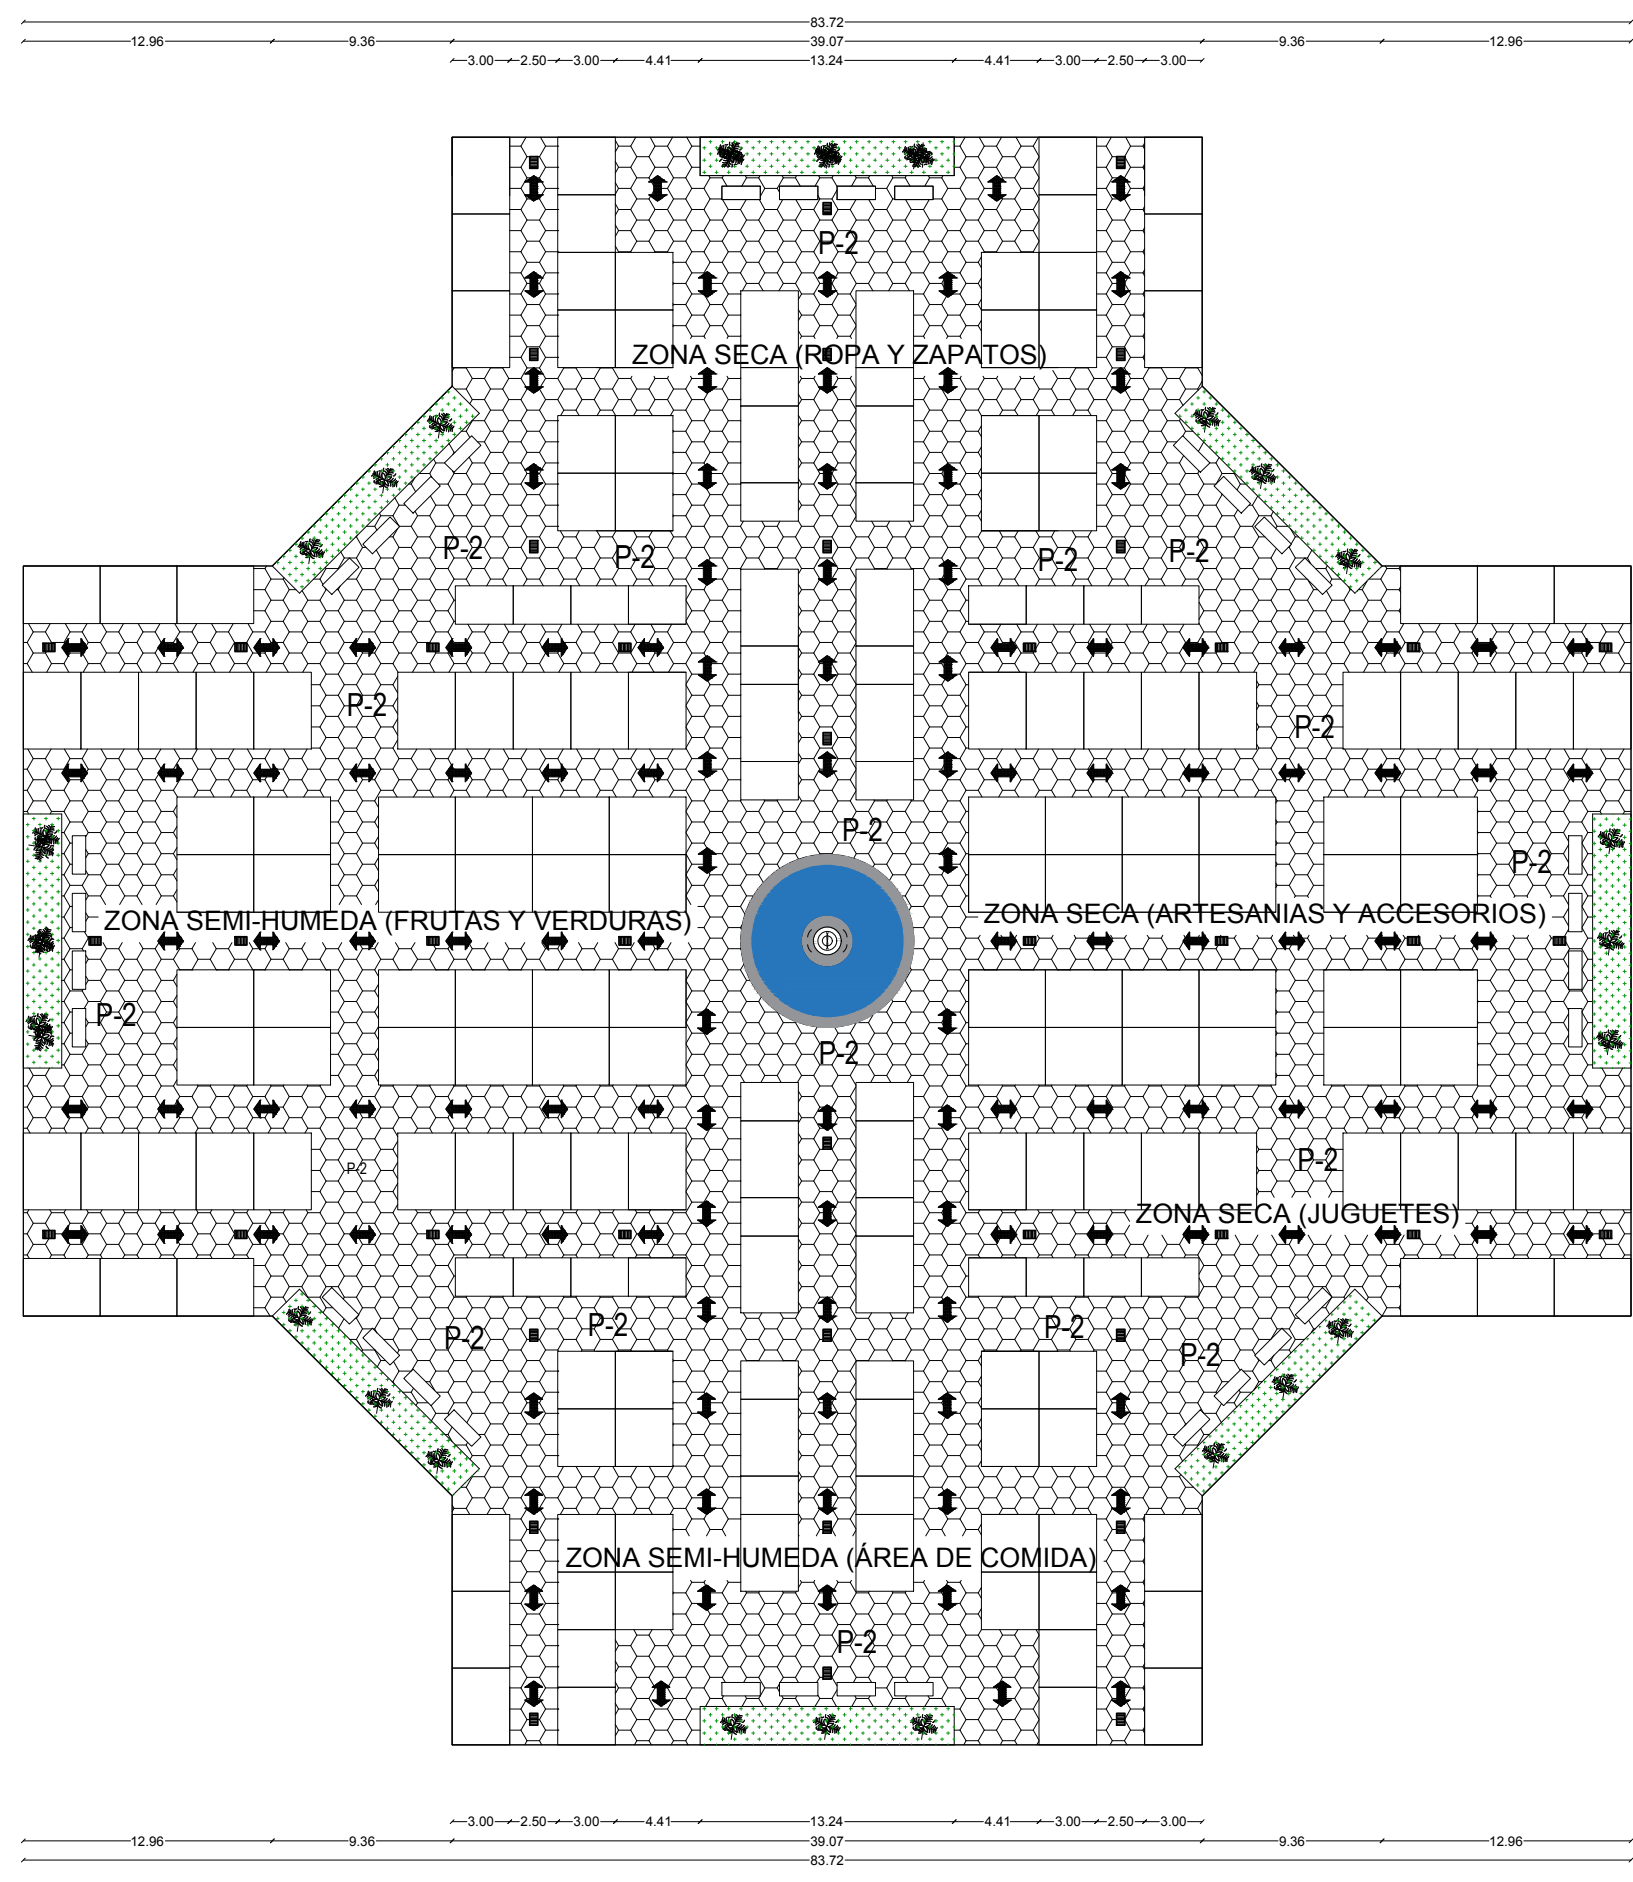 83.72
12.96 9.36 39.07 9.36 12.96
3.00 2.50 3.00 4.41 13.24 4.41 3.00 2.50 3.00
P-2
ZONA SECA (ROPA Y ZAPATOS)
P-2 P-2 P-2 P-2
P-2 P-2
P-2
P-2
ZONA SEMI-HUMEDA (FRUTAS Y VERDURAS) ZONA SECA (ARTESANIAS Y ACCESORIOS)
P-2
P-2
P-2 P-2
ZONA SECA (JUGUETES)
P-2 P-2 P-2 P-2
ZONA SEMI-HUMEDA (ÁREA DE COMIDA)
P-2
3.00 2.50 3.00 4.41 13.24 4.41 3.00 2.50 3.00
12.96 9.36 39.07 9.36 12.96
83.72